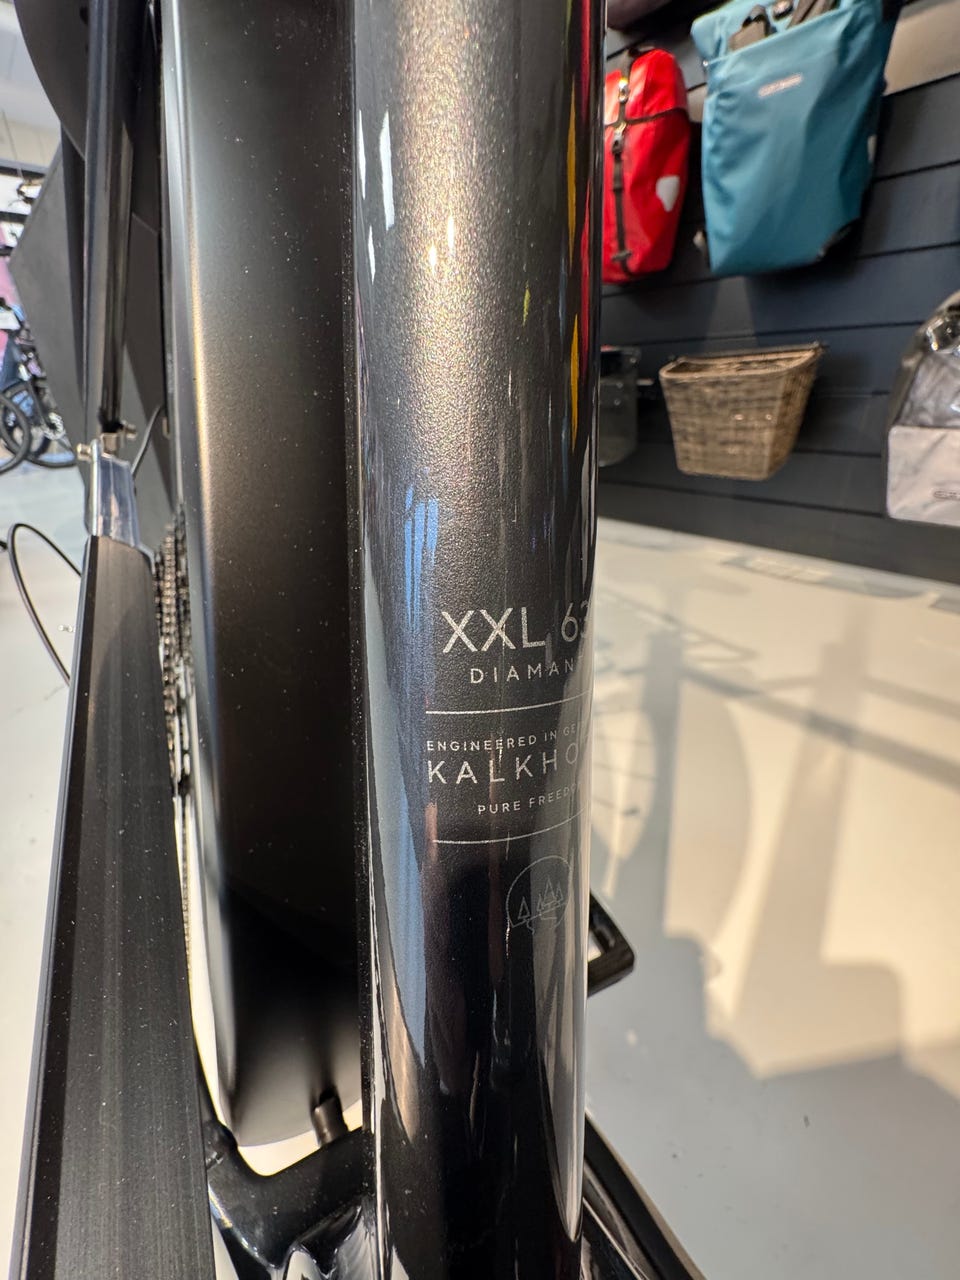 XXL 63
DIAMAN
ENGINEERED IN GE
KALKHO
PURE FREEDO